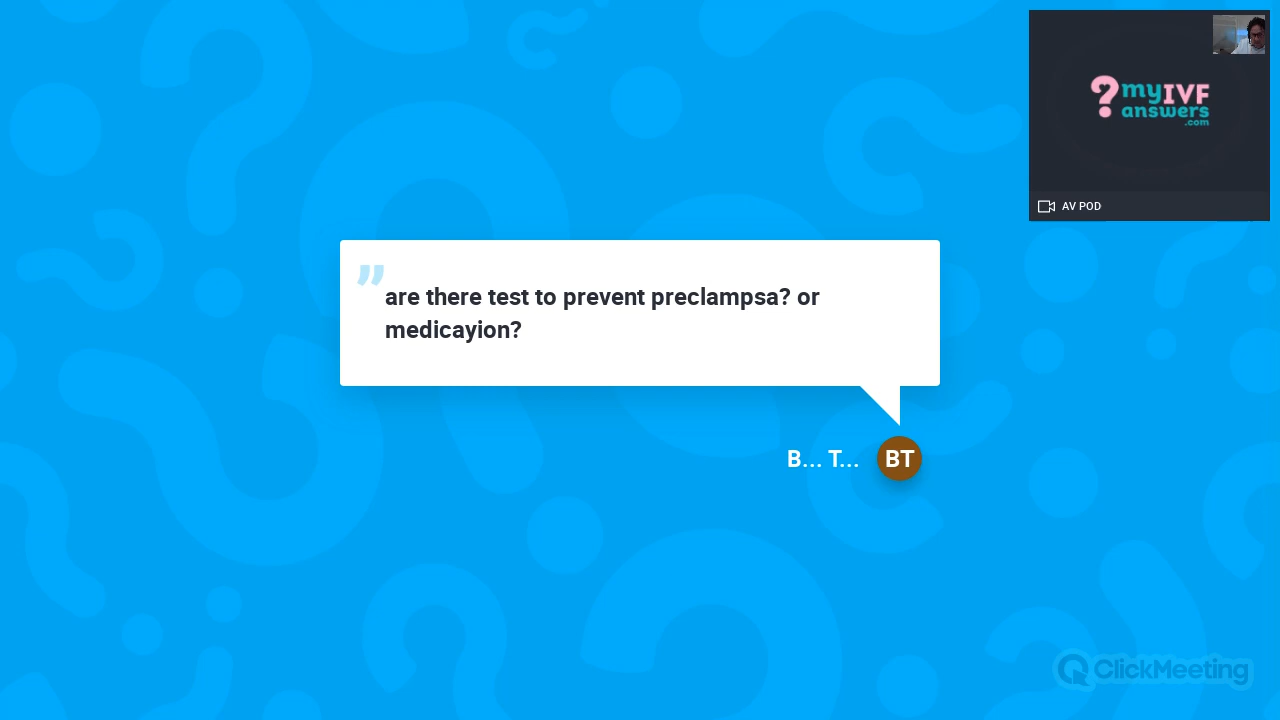 ?myIVF
answers
.com
AV POD
” are there test to prevent preclampsa? or
medicayion?
B... T... BT
ClickMeeting